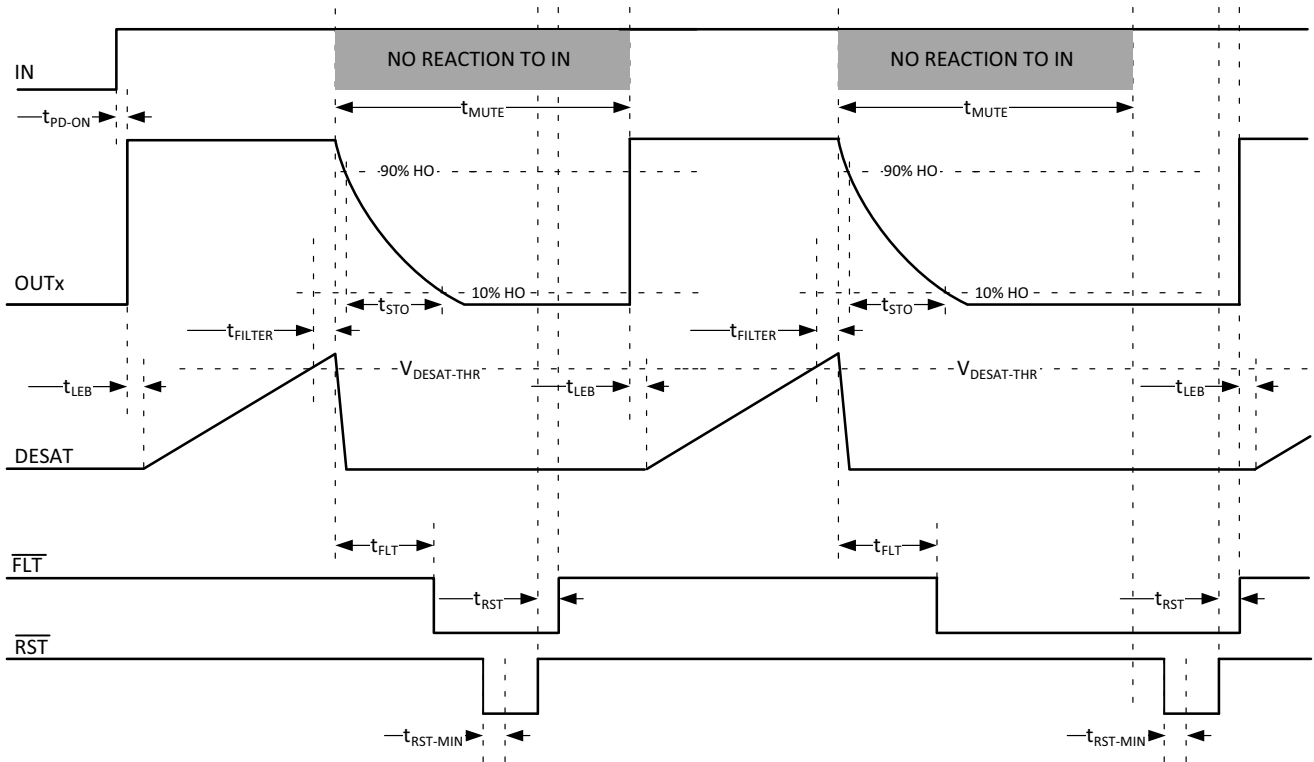 IN
NO REACTION TO IN
NO REACTION TO IN
tPD-ON
tMUTE
tMUTE
90% HO
90% HO
OUTx
10% HO
10% HO
tSTO
tSTO
tFILTER
tFILTER
VDESAT-THR
VDESAT-THR
tLEB
tLEB
tLEB
DESAT
tFLT
tFLT
FLT
tRST
tRST
RST
tRST-MIN
tRST-MIN